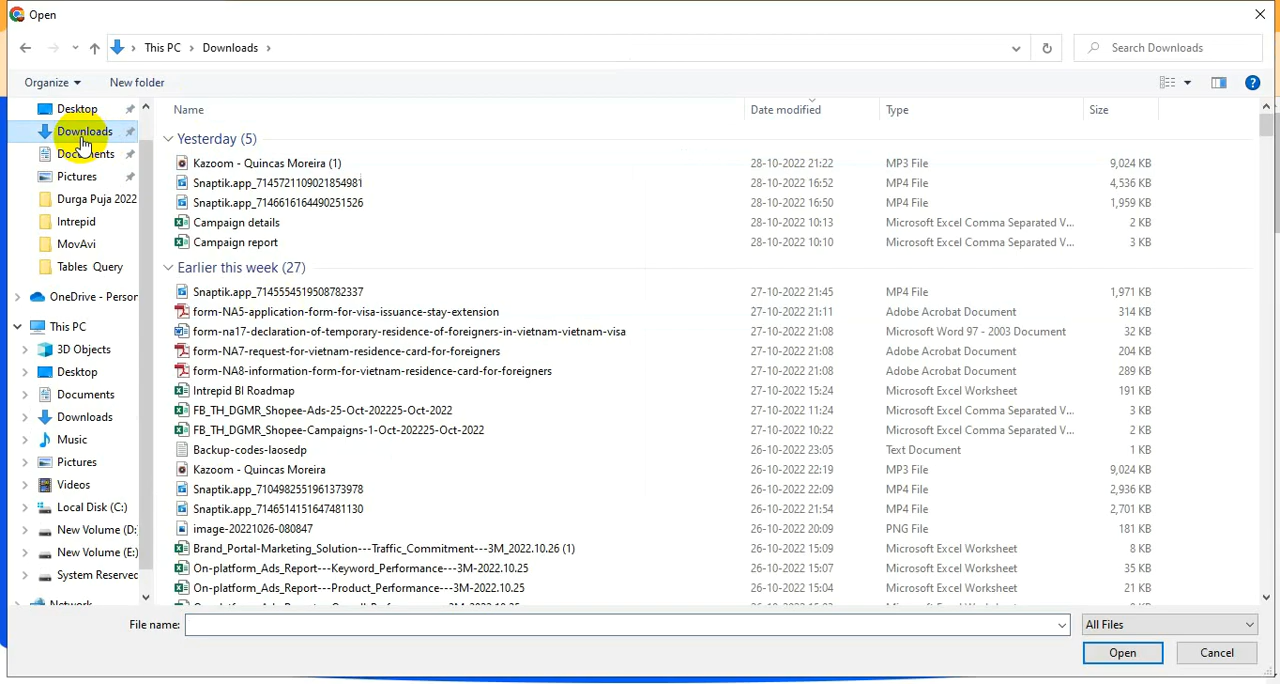 Open
This PC > Downloads >
Search Downloads
Organize
New folder
Name Date modified Type Size
Desktop
Downloads
Documents
Pictures
Durga Puja 2022
Intrepid
MovAvi
Tables Query
OneDrive - Person
This PC
3D Objects
Desktop
Documents
Downloads
Music
Pictures
Videos
Local Disk (C:)
New Volume (D:
New Volume (E:)
System Reserved
Network
Yesterday (5)
Kazoom - Quincas Moreira (1) 28-10-2022 21:22 MP3 File 9,024 KB
Snaptik.app_7145721109021854981 28-10-2022 16:52 MP4 File 4,536 KB
Snaptik.app_7146616164490251526 28-10-2022 16:50 MP4 File 1,959 KB
Campaign details 28-10-2022 10:13 Microsoft Excel Comma Separated V... 2 KB
Campaign report 28-10-2022 10:10 Microsoft Excel Comma Separated V... 3 KB
Earlier this week (27)
Snaptik.app_7145554519508782337 27-10-2022 21:45 MP4 File 1,971 KB
form-NA5-application-form-for-visa-issuance-stay-extension 27-10-2022 21:11 Adobe Acrobat Document 314 KB
form-na17-declaration-of-temporary-residence-of-foreigners-in-vietnam-vietnam-visa 27-10-2022 21:08 Microsoft Word 97 - 2003 Document 32 KB
form-NA7-request-for-vietnam-residence-card-for-foreigners 27-10-2022 21:08 Adobe Acrobat Document 204 KB
form-NA8-information-form-for-vietnam-residence-card-for-foreigners 27-10-2022 21:08 Adobe Acrobat Document 289 KB
Intrepid BI Roadmap 27-10-2022 15:24 Microsoft Excel Worksheet 191 KB
FB_TH_DGMR_Shopee-Ads-25-Oct-202225-Oct-2022 27-10-2022 11:24 Microsoft Excel Comma Separated V... 3 KB
FB_TH_DGMR_Shopee-Campaigns-1-Oct-202225-Oct-2022 27-10-2022 10:22 Microsoft Excel Comma Separated V... 2 KB
Backup-codes-laosedp 26-10-2022 23:05 Text Document 1 KB
Kazoom - Quincas Moreira 26-10-2022 22:19 MP3 File 9,024 KB
Snaptik.app_7104982551961373978 26-10-2022 22:09 MP4 File 2,936 KB
Snaptik.app_7146514151647481130 26-10-2022 21:54 MP4 File 2,701 KB
image-20221026-080847 26-10-2022 20:09 PNG File 181 KB
Brand_Portal-Marketing_Solution---Traffic_Commitment---3M_2022.10.26 (1) 26-10-2022 15:09 Microsoft Excel Worksheet 8 KB
On-platform_Ads_Report---Keyword_Performance---3M-2022.10.25 26-10-2022 15:07 Microsoft Excel Worksheet 35 KB
On-platform_Ads_Report---Product_Performance---3M-2022.10.25 26-10-2022 15:04 Microsoft Excel Worksheet 21 KB
File name:
All Files
Open
Cancel